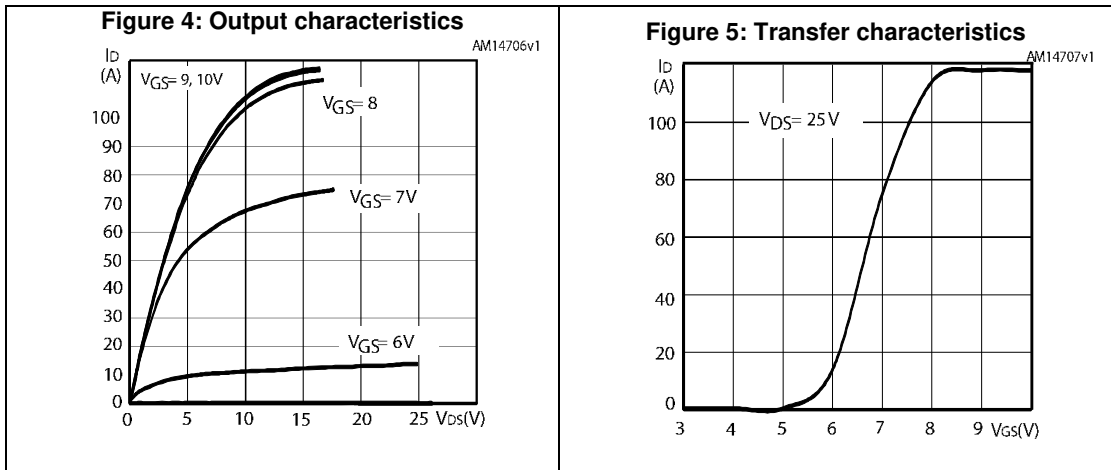 Figure 4: Output characteristics
AM14706v1
ID
(A)
VGS= 9, 10V
VGS= 8
VGS= 7V
VGS= 6V
100
90
80
70
60
50
40
30
20
10
0
0 5 10 15 20 25 VDS(V)
Figure 5: Transfer characteristics
AM14707v1
ID
(A)
VDS= 25 V
100
80
60
40
20
0
3 4 5 6 7 8 9 VGS(V)